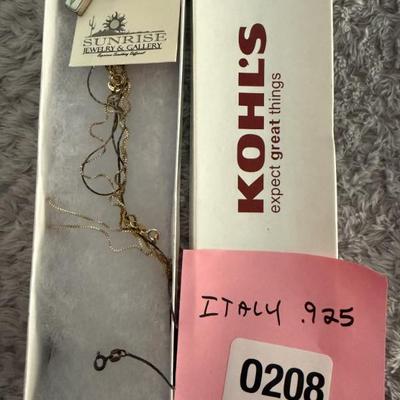 SUNRISE
JEWELRY & GALLERY
KOHL'S
expect great things
ITALY .925
0208